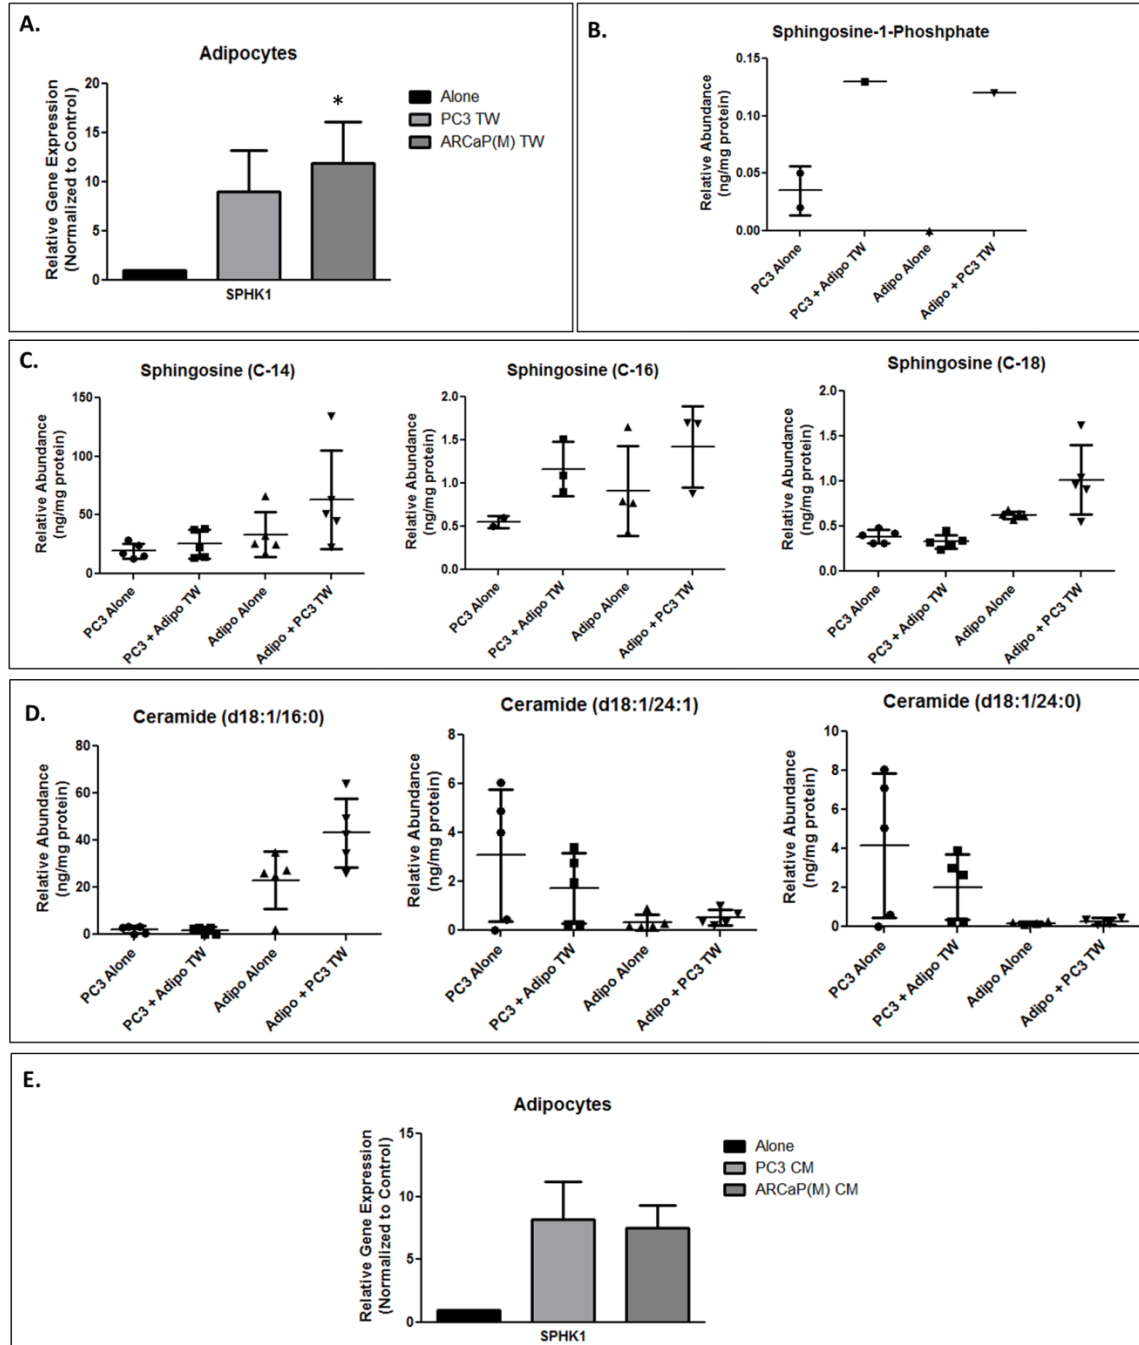 A.
Adipocytes
Relative Gene Expression
(Normalized to Control)
20
15
10
5
0
SPHK1
*
Alone
PC3 TW
ARCaP(M) TW
B.
Sphingosine-1-Phoshphate
Relative Abundance
(ng/mg protein)
0.15
0.10
0.05
0.00
PC3 Alone
PC3 + Adipo TW
Adipo Alone
Adipo + PC3 TW
C.
Sphingosine (C-14)
Relative Abundance
(ng/mg protein)
150
100
50
0
PC3 Alone
PC3 + Adipo TW
Adipo Alone
Adipo + PC3 TW
Sphingosine (C-16)
Relative Abundance
(ng/mg protein)
2.0
1.5
1.0
0.5
0.0
PC3 Alone
PC3 + Adipo TW
Adipo Alone
Adipo + PC3 TW
Sphingosine (C-18)
Relative Abundance
(ng/mg protein)
2.0
1.5
1.0
0.5
0.0
PC3 Alone
PC3 + Adipo TW
Adipo Alone
Adipo + PC3 TW
D.
Ceramide (d18:1/16:0)
Relative Abundance
(ng/mg protein)
80
60
40
20
0
PC3 Alone
PC3 + Adipo TW
Adipo Alone
Adipo + PC3 TW
Ceramide (d18:1/24:1)
Relative Abundance
(ng/mg protein)
8
6
4
2
0
PC3 Alone
PC3 + Adipo TW
Adipo Alone
Adipo + PC3 TW
Ceramide (d18:1/24:0)
Relative Abundance
(ng/mg protein)
10
8
6
4
2
0
PC3 Alone
PC3 + Adipo TW
Adipo Alone
Adipo + PC3 TW
E.
Adipocytes
Relative Gene Expression
(Normalized to Control)
15
10
5
0
SPHK1
Alone
PC3 CM
ARCaP(M) CM